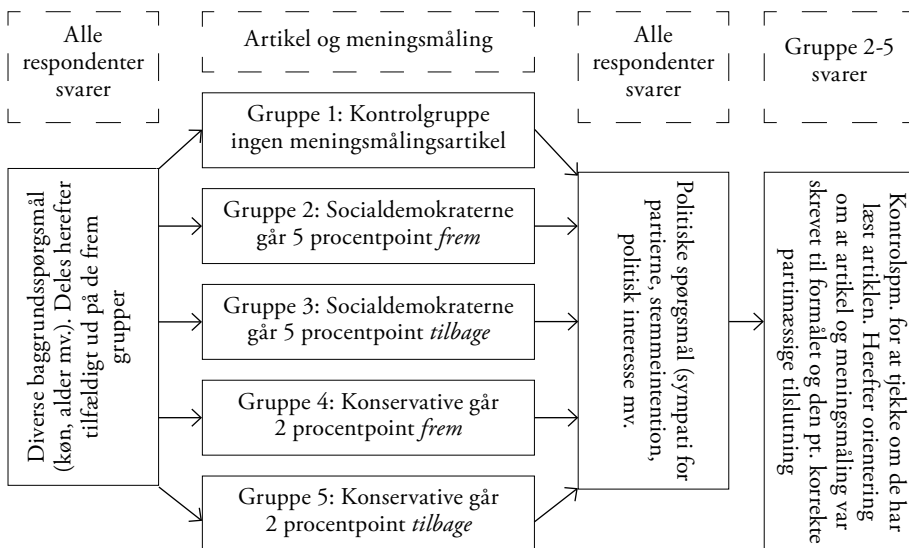 Alle
respondenter
svarer
Artikel og meningsmåling
Alle
respondenter
svarer
Gruppe 2-5
svarer
Diverse baggrundsspørgsmål
(køn, alder mv.). Deles herefter
tilfældigt ud på de frem
grupper
Gruppe 1: Kontrolgruppe
ingen meningsmålingsartikel
Gruppe 2: Socialdemokraterne
går 5 procentpoint frem
Gruppe 3: Socialdemokraterne
går 5 procentpoint tilbage
Gruppe 4: Konservative går
2 procentpoint frem
Gruppe 5: Konservative går
2 procentpoint tilbage
Politiske spørgsmål (sympati for
partierne, stemmeintention,
politisk interesse mv.
Kontrolspm. for at tjekke om de har
læst artiklen. Herefter orientering
om at artikel og meningsmåling var
skrevet til formålet og den pt. korrekte
partimæssige tilslutning